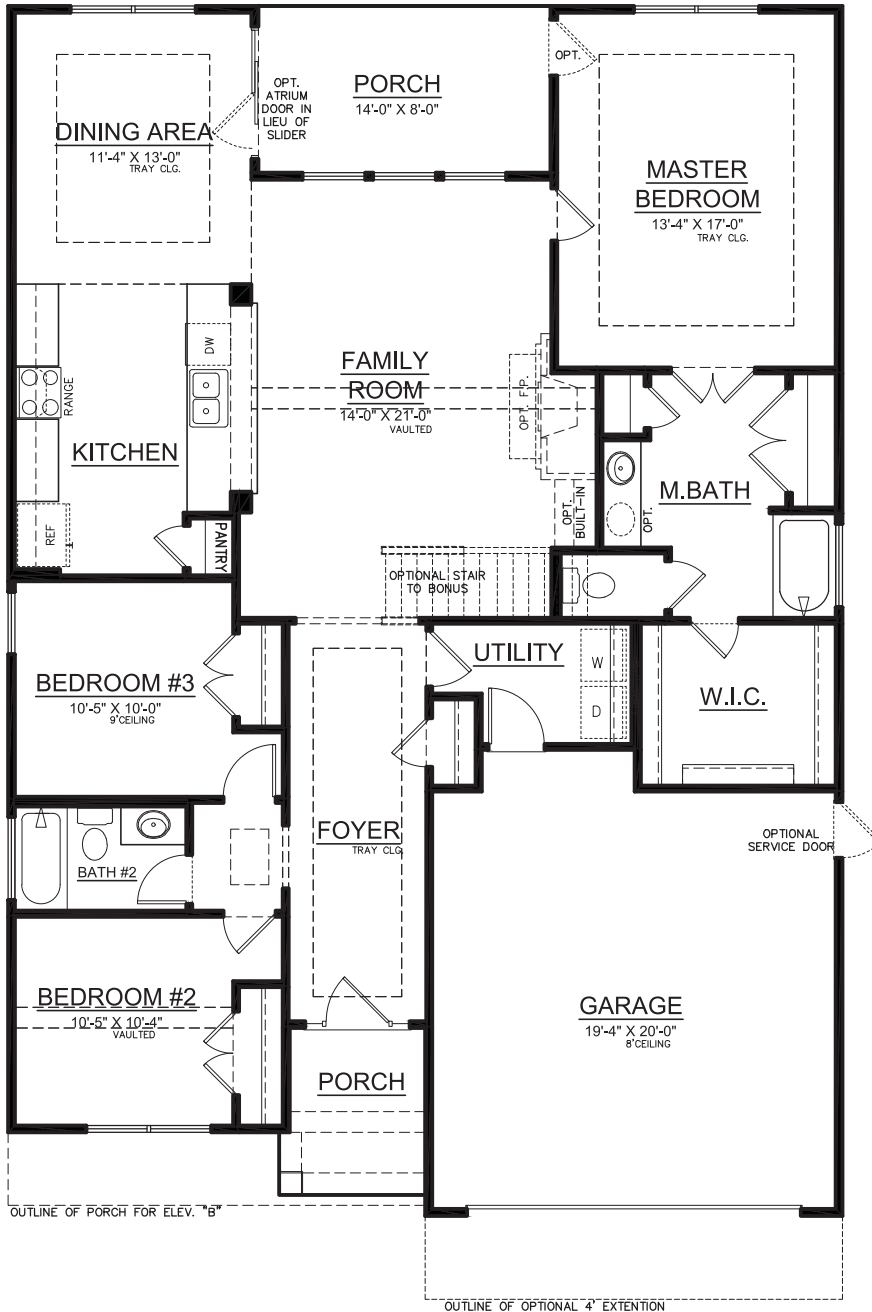 OPT.
OPT.
ATRIUM
DOOR IN
LIEU OF
SLIDER
PORCH
14'-0" X 8'-0"
DINING AREA
11'-4" X 13'-0"
TRAY CLG.
MASTER
BEDROOM
13'-4" X 17'-0"
TRAY CLG.
DW
RANGE
FAMILY
ROOM
14'-0" X 21'-0"
VAULTED
OPT. F.P.
KITCHEN
M.BATH
OPT.
OPT.
BUILT-IN
REF
PANTRY
OPTIONAL STAIR
TO BONUS
UTILITY
W
D
BEDROOM #3
10'-5" X 10'-0"
9'CEILING
W.I.C.
FOYER
TRAY CLG.
OPTIONAL
SERVICE DOOR
BATH #2
BEDROOM #2
10'-5" X 10'-4"
VAULTED
GARAGE
19'-4" X 20'-0"
8'CEILING
PORCH
OUTLINE OF PORCH FOR ELEV. "B"
OUTLINE OF OPTIONAL 4' EXTENTION